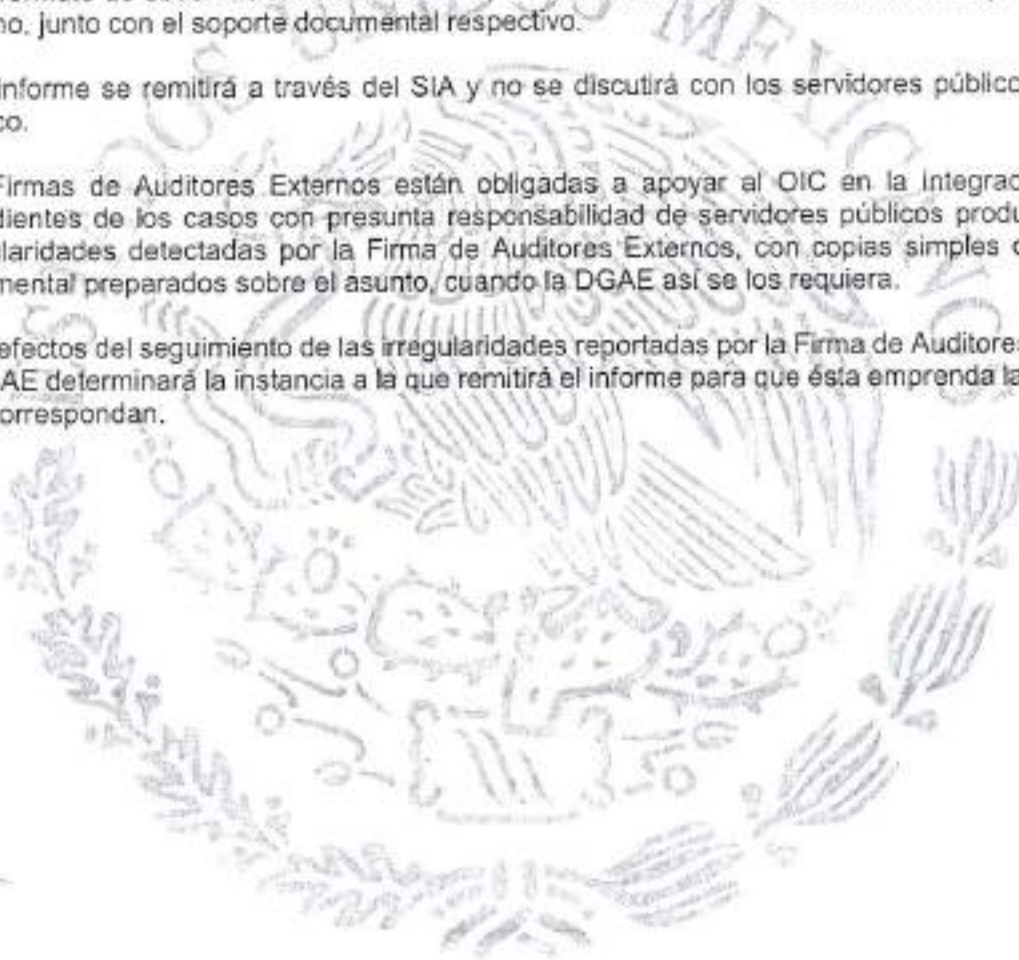 no, junto con el soporte documental respectivo.
informe se remitirá a través del SIA y no se discutirá con los servidores público
co.
Firmas de Auditores Externos están obligadas a apoyar al OIC en la integrac
dientes de los casos con presunta responsabilidad de servidores públicos produ
laridades detectadas por la Firma de Auditores Externos, con copias simples
mental preparados sobre el asunto, cuando la DGAE así se los requiera.
efectos del seguimiento de las irregularidades reportadas por la Firma de Auditores
AE determinará la instancia a la que remitirá el informe para que ésta emprenda la
orrespondan.